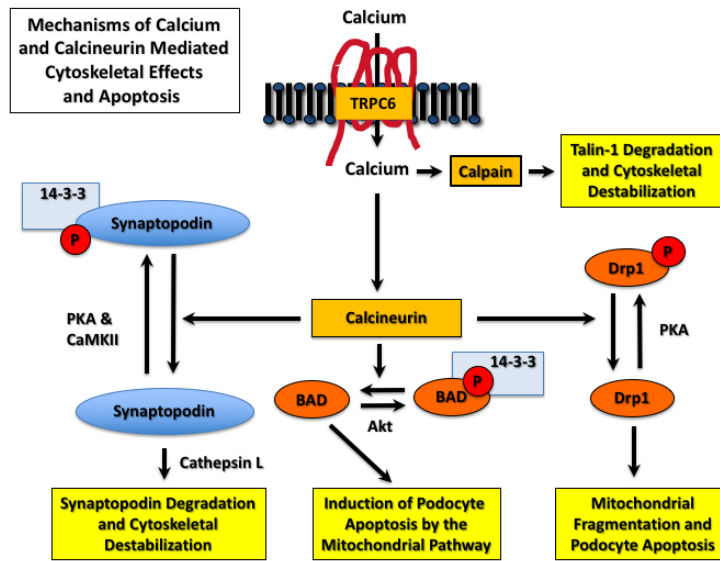 Mechanisms of Calcium
and Calcineurin Mediated
Cytoskeletal Effects
and Apoptosis
Calcium
TRPC6
Calcium
Calpain
Talin-1 Degradation
and Cytoskeletal
Destabilization
14-3-3
Synaptopodin
P
P
Drp1
PKA &
CaMKII
Calcineurin
PKA
14-3-3
P
BAD
BAD
Akt
Synaptopodin
Drp1
Cathepsin L
Synaptopodin Degradation
and Cytoskeletal
Destabilization
Induction of Podocyte
Apoptosis by the
Mitochondrial Pathway
Mitochondrial
Fragmentation and
Podocyte Apoptosis